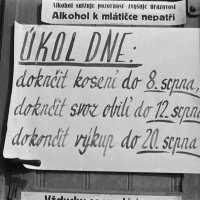 Alkohol snižuje pozornost - zvyšuje úrazovost
Alkohol k mlátičce nepatří
ÚKOL DNE:
dokončit kosení do 8. srpna,
dokončit svoz obilí do 12. srpna
dokončit výkup do 20. srpna